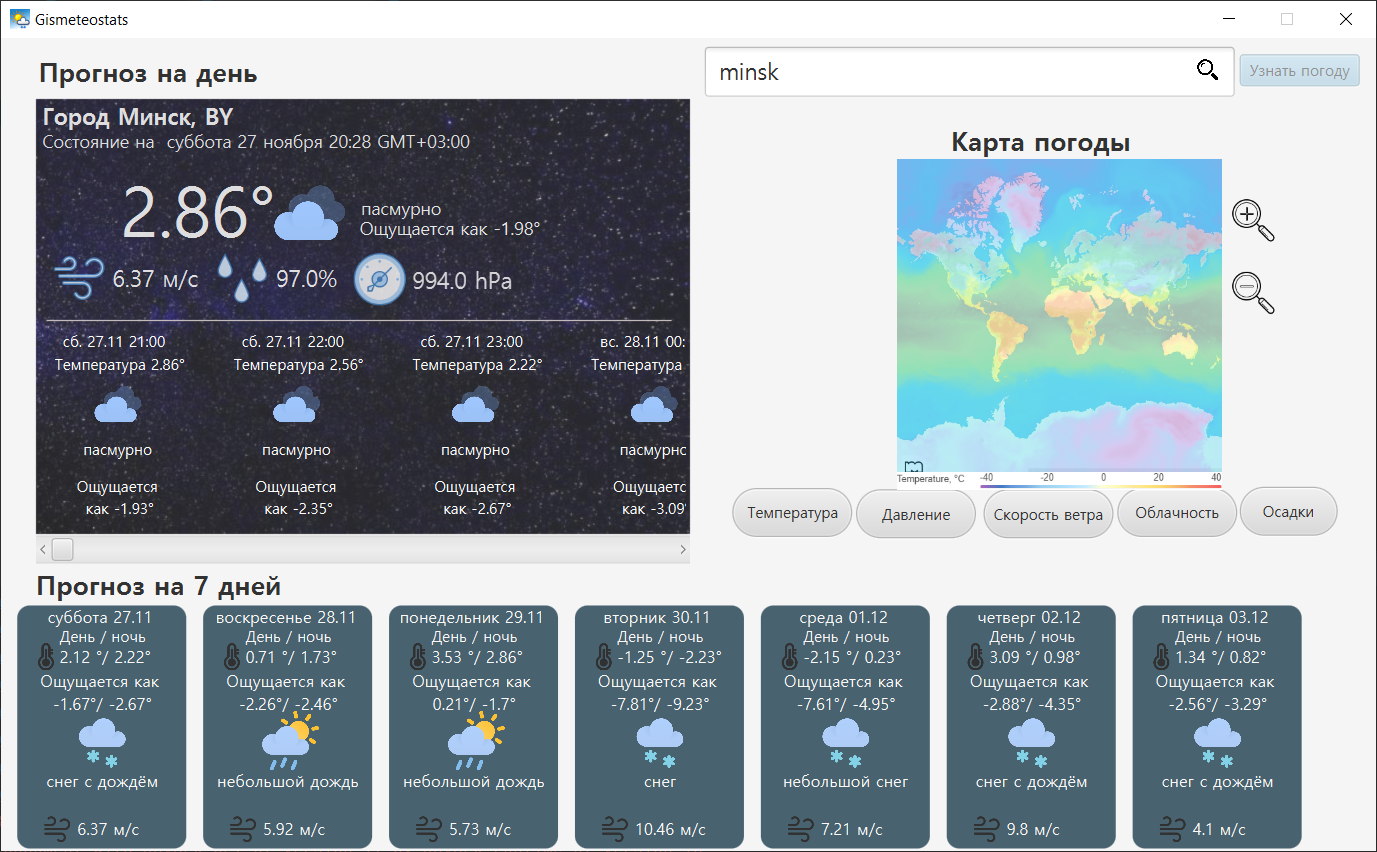 Gismeteostats
Прогноз на день
minsk
Узнать погоду
Город Минск, BY
Состояние на суббота 27 ноября 20:28 GMT+03:00
2.86°
пасмурно
Ощущается как -1.98°
6.37 м/с
97.0%
994.0 hPa
сб. 27.11 21:00
Температура 2.86°
пасмурно
Ощущается
как -1.93°
сб. 27.11 22:00
Температура 2.56°
пасмурно
Ощущается
как -2.35°
сб. 27.11 23:00
Температура 2.22°
пасмурно
Ощущается
как -2.67°
вс. 28.11 00:
Температура
пасмурно
Ощущаетс
как -3.09°
Карта погоды
Temperature, °C -40 -20 0 20 40
Температура
Давление
Скорость ветра
Облачность
Осадки
Прогноз на 7 дней
суббота 27.11
День / ночь
2.12 °/ 2.22°
Ощущается как
-1.67°/ -2.67°
снег с дождём
6.37 м/с
воскресенье 28.11
День / ночь
0.71 °/ 1.73°
Ощущается как
-2.26°/ -2.46°
небольшой дождь
5.92 м/с
понедельник 29.11
День / ночь
3.53 °/ 2.86°
Ощущается как
0.21°/ -1.7°
небольшой дождь
5.73 м/с
вторник 30.11
День / ночь
-1.25 °/ -2.23°
Ощущается как
-7.81°/ -9.23°
снег
10.46 м/с
среда 01.12
День / ночь
-2.15 °/ 0.23°
Ощущается как
-7.61°/ -4.95°
небольшой снег
7.21 м/с
четверг 02.12
День / ночь
3.09 °/ 0.98°
Ощущается как
-2.88°/ -4.35°
снег с дождём
9.8 м/с
пятница 03.12
День / ночь
1.34 °/ 0.82°
Ощущается как
-2.56°/ -3.29°
снег с дождём
4.1 м/с